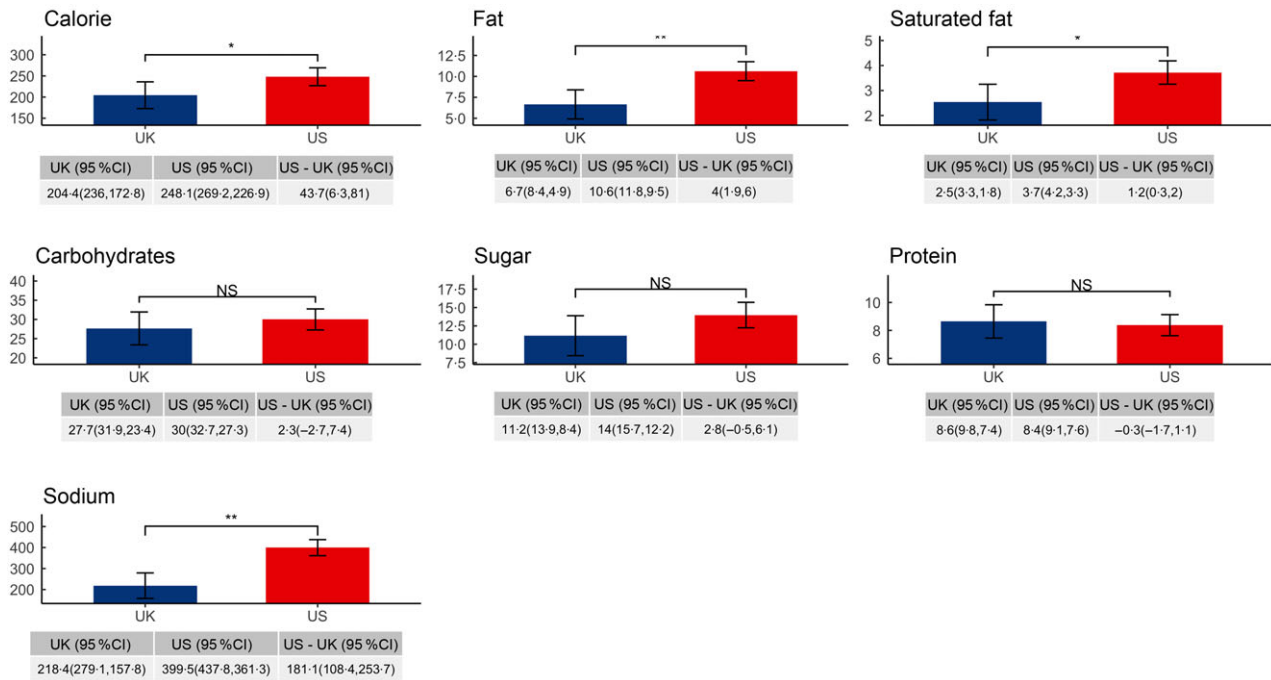 Calorie
300
250
200
150
*
UK
US
UK (95 %CI) US (95 %CI) US - UK (95 %CI)
204·4(236,172·8) 248·1(269·2,226·9) 43·7(6·3,81)
Fat
12·5
10·0
7·5
5·0
**
UK
US
UK (95 %CI) US (95 %CI) US - UK (95 %CI)
6·7(8·4,4·9) 10·6(11·8,9·5) 4(1·9,6)
Saturated fat
5
4
3
2
*
UK
US
UK (95 %CI) US (95 %CI) US - UK (95 %CI)
2·5(3·3,1·8) 3·7(4·2,3·3) 1·2(0·3,2)
Carbohydrates
40
35
30
25
20
NS
UK
US
UK (95 %CI) US (95 %CI) US - UK (95 %CI)
27·7(31·9,23·4) 30(32·7,27·3) 2·3(−2·7,7·4)
Sugar
17·5
15·0
12·5
10·0
7·5
NS
UK
US
UK (95 %CI) US (95 %CI) US - UK (95 %CI)
11·2(13·9,8·4) 14(15·7,12·2) 2·8(−0·5,6·1)
Protein
10
8
6
NS
UK
US
UK (95 %CI) US (95 %CI) US - UK (95 %CI)
8·6(9·8,7·4) 8·4(9·1,7·6) −0·3(−1·7,1·1)
Sodium
500
400
300
200
**
UK
US
UK (95 %CI) US (95 %CI) US - UK (95 %CI)
218·4(279·1,157·8) 399·5(437·8,361·3) 181·1(108·4,253·7)